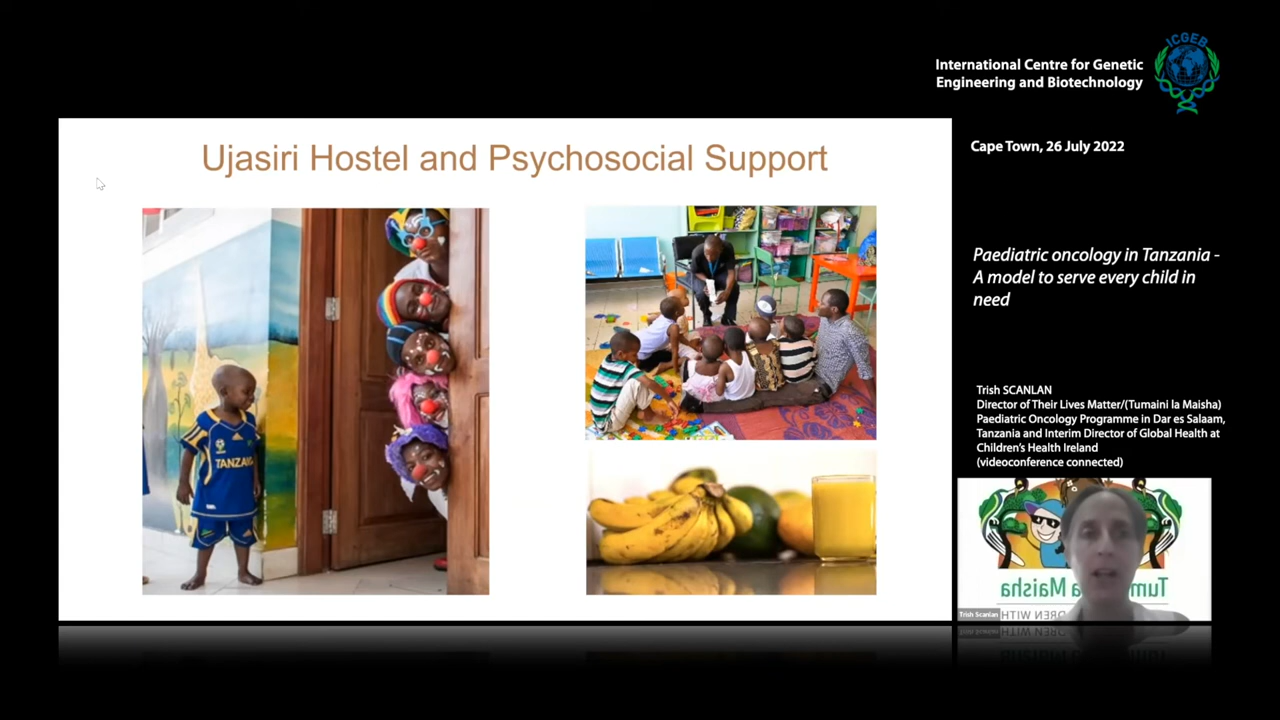 ICGEB
International Centre for Genetic
Engineering and Biotechnology
Cape Town, 26 July 2022
Ujasiri Hostel and Psychosocial Support
TANZANIA
Paediatric oncology in Tanzania -
A model to serve every child in
need
Trish SCANLAN
Director of Their Lives Matter/(Tumaini la Maisha)
Paediatric Oncology Programme in Dar es Salaam,
Tanzania and Interim Director of Global Health at
Children's Health Ireland
(videoconference connected)
Tum a Maisha
DREN WITH
Trish Scanlan